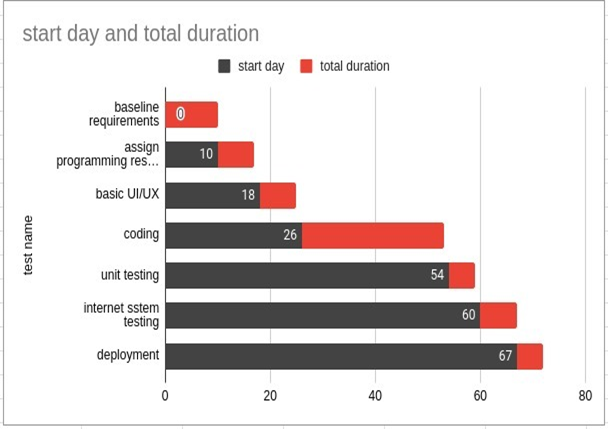 start day and total duration
start day
total duration
baseline
requirements
0
assign
programming res...
10
basic UI/UX
18
coding
26
unit testing
54
internet sstem
testing
60
deployment
67
test name
0 20 40 60 80